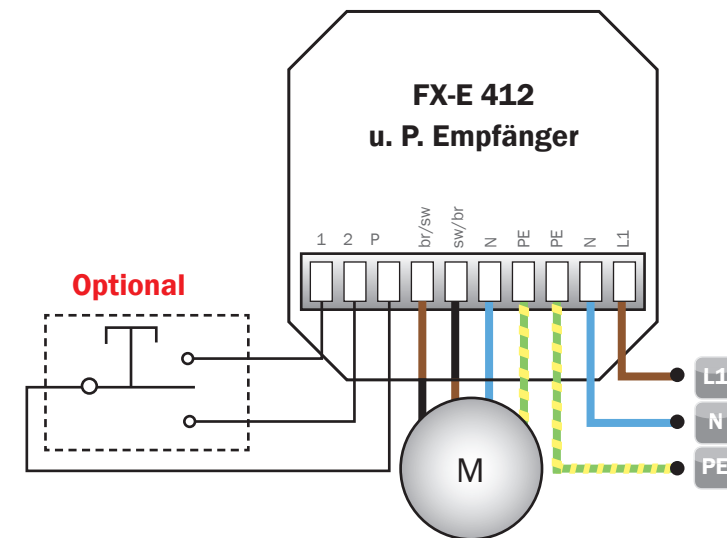 FX-E 412
u. P. Empfänger
1 2 P br/sw sw/br N PE PE N L1
Optional
L1
N
PE
M